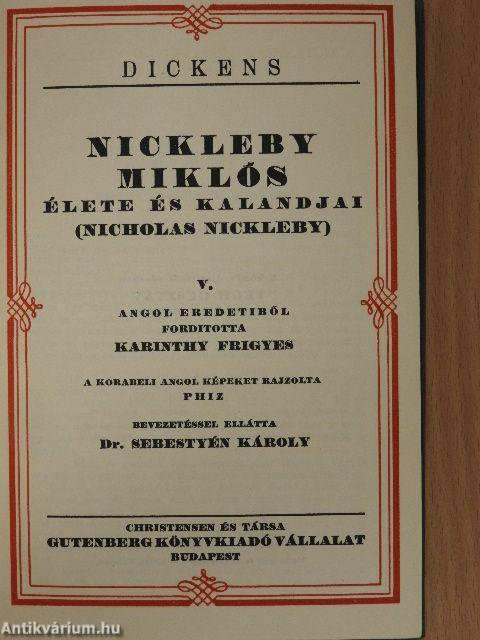 DICKENS
NICKLEBY
MIKLÓS
ÉLETE ÉS KALANDJAI
(NICHOLAS NICKLEBY)
V.
ANGOL EREDETIBŐL
FORDITOTTA
KARINTHY FRIGYES
A KORABELI ANGOL KÉPEKET RAJZOLTA
PHIZ
BEVEZETÉSSEL ELLÁTTA
Dr. SEBESTYÉN KÁROLY
CHRISTENSEN ÉS TÁRSA
GUTENBERG KÖNYVKIADÓ VÁLLALAT
BUDAPEST
Antikvárium.hu